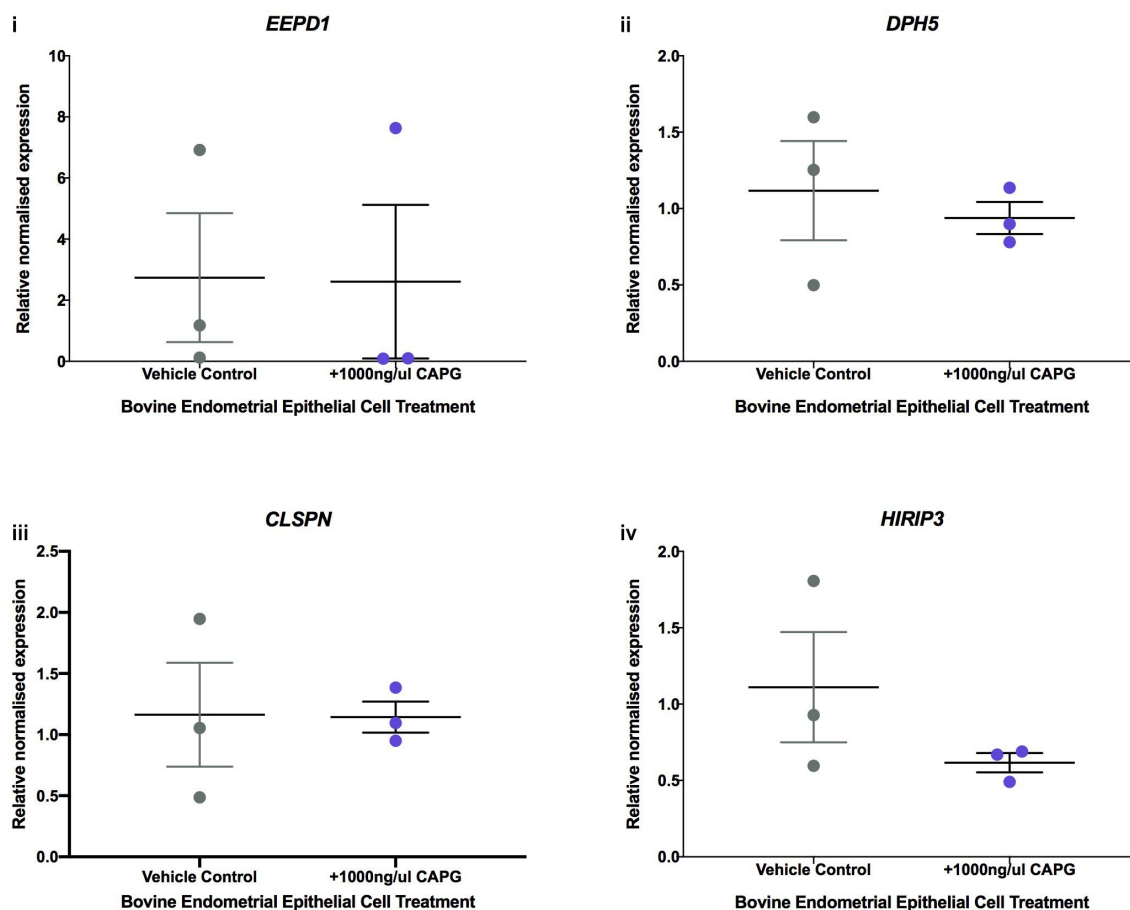 i
EEPD1
Relative normalised expression
10
8
6
4
2
0
Vehicle Control
+1000ng/ul CAPG
Bovine Endometrial Epithelial Cell Treatment
ii
DPH5
Relative normalised expression
2.0
1.5
1.0
0.5
0.0
Vehicle Control
+1000ng/ul CAPG
Bovine Endometrial Epithelial Cell Treatment
iii
CLSPN
Relative normalised expression
2.5
2.0
1.5
1.0
0.5
0.0
Vehicle Control
+1000ng/ul CAPG
Bovine Endometrial Epithelial Cell Treatment
iv
HIRIP3
Relative normalised expression
2.0
1.5
1.0
0.5
0.0
Vehicle Control
+1000ng/ul CAPG
Bovine Endometrial Epithelial Cell Treatment